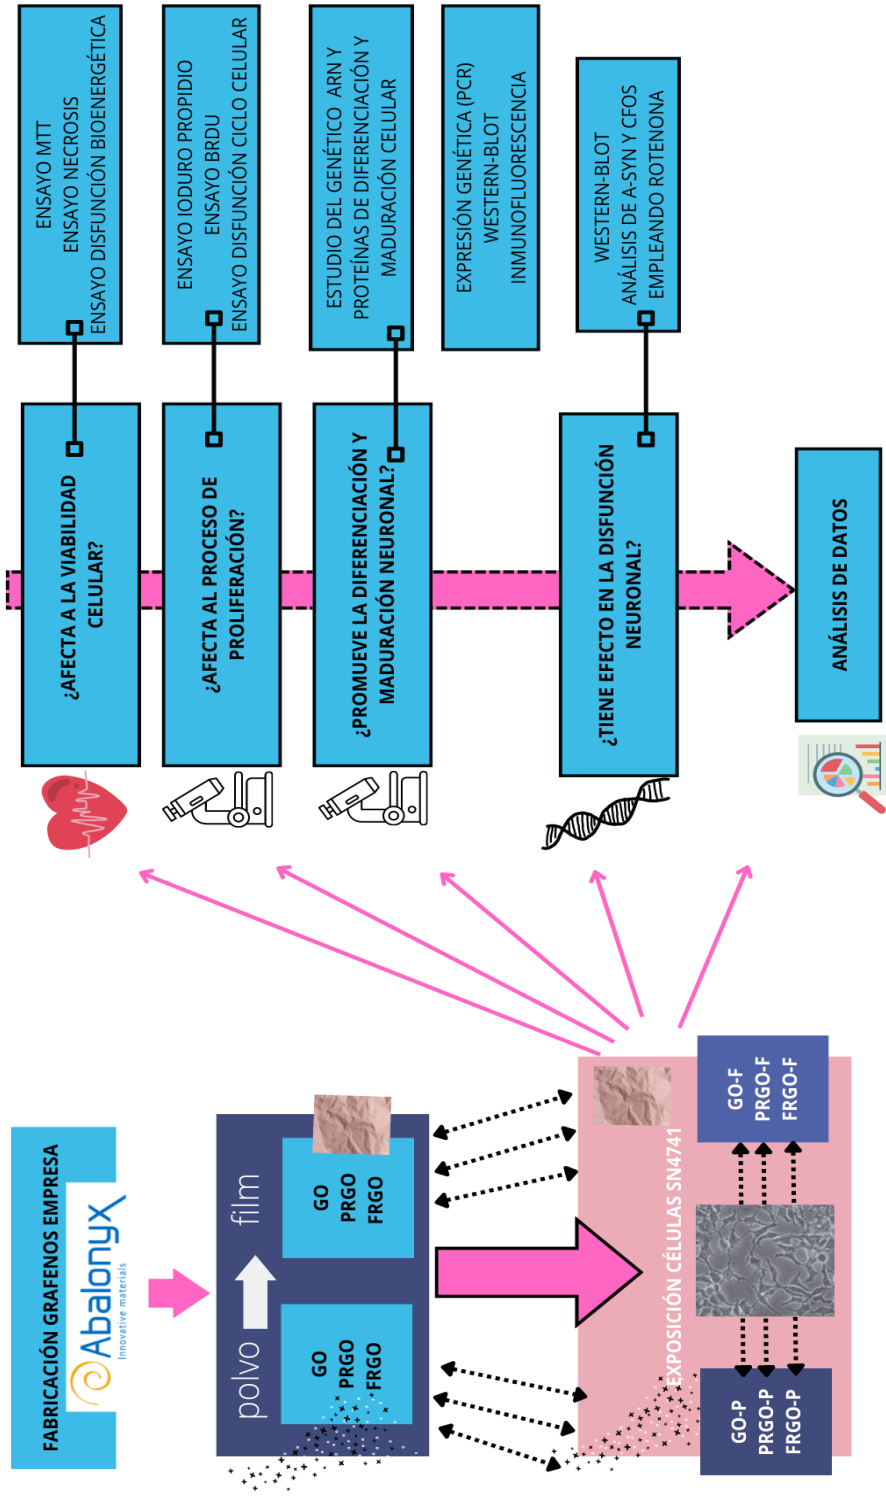 FABRICACIÓN GRAFENOS EMPRESA
Abalonyx
Innovative materials
polvo
film
GO
PRGO
FRGO
GO
PRGO
FRGO
EXPOSICIÓN CÉLULAS SN4741
GO-P
PRGO-P
FRGO-P
GO-F
PRGO-F
FRGO-F
¿AFECTA A LA VIABILIDAD
CELULAR?
ENSAYO MTT
ENSAYO NECROSIS
ENSAYO DISFUNCIÓN BIOENERGÉTICA
¿AFECTA AL PROCESO DE
PROLIFERACIÓN?
ENSAYO IODURO PROPIDIO
ENSAYO BRDU
ENSAYO DISFUNCIÓN CICLO CELULAR
¿PROMUEVE LA DIFERENCIACIÓN Y
MADURACIÓN NEURONAL?
ESTUDIO DEL GENÉTICO ARN Y
PROTEÍNAS DE DIFERENCIACIÓN Y
MADURACIÓN CELULAR
EXPRESIÓN GENÉTICA (PCR)
WESTERN-BLOT
INMUNOFLUORESCENCIA
¿TIENE EFECTO EN LA DISFUNCIÓN
NEURONAL?
WESTERN-BLOT
ANÁLISIS DE A-SYN Y CFOS
EMPLEANDO ROTENONA
ANÁLISIS DE DATOS